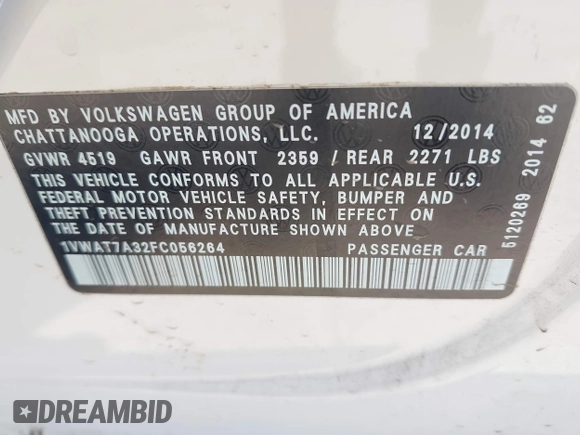 MFD BY VOLKSWAGEN GROUP OF AMERICA
CHATTANOOGA OPERATIONS, LLC. 12/2014
GVWR 4519 GAWR FRONT 2359 / REAR 2271 LBS
THIS VEHICLE CONFORMS TO ALL APPLICABLE U.S.
FEDERAL MOTOR VEHICLE SAFETY, BUMPER AND
THEFT PREVENTION STANDARDS IN EFFECT ON
THE DATE OF MANUFACTURE SHOWN ABOVE.
1VWAT7A32FC056264 PASSENGER CAR
5120269 2014 62
DREAMBID